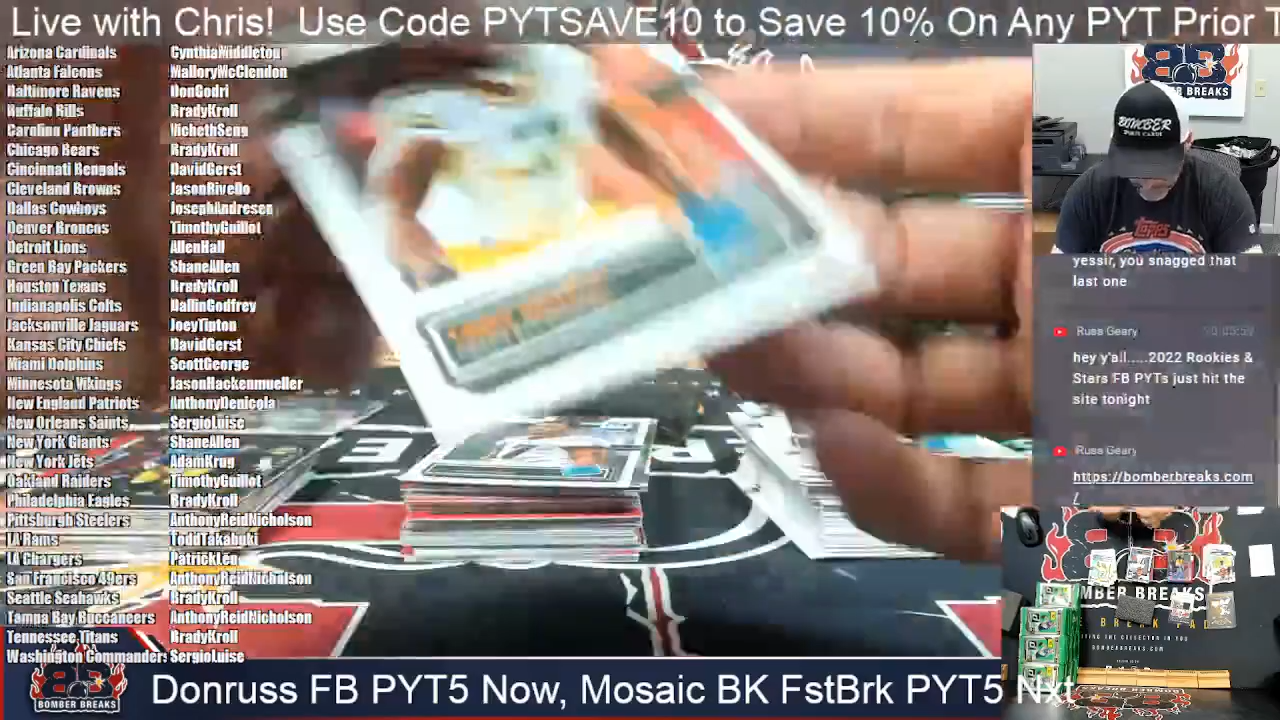 Live with Chris! Use Code PYTSAVE10 to Save 10% On Any PYT Prior T
Arizona Cardinals CynthiaMiddletou
Atlanta Falcons MalloryMcClendon
Baltimore Ravens DonGodri
Buffalo Bills BradyKroll
Carolina Panthers VichethSeng
Chicago Bears BradyKroll
Cincinnati Bengals DavidGerst
Cleveland Browns JasonRiveDo
Dallas Cowboys JosephAndresen
Denver Broncos TimothyGuillot
Detroit Lions AllenHall
Green Bay Packers ShaneAllen
Houston Texans BradyKroll
Indianapolis Colts DallinGodfrey
Jacksonville Jaguars JoeyTipton
Kansas City Chiefs DavidGerst
Miami Dolphins ScottGeorge
Minnesota Vikings JasonHackenmueller
New England Patriots AnthonyDenicola
New Orleans Saints SergioLuise
New York Giants ShaneAllen
New York Jets AdamKrug
Oakland Raiders TimothyGuillot
Philadelphia Eagles BradyKroll
Pittsburgh Steelers AnthonyReidNicholson
LA Rams ToddTakabuki
LA Chargers PatrickLen
San Francisco 49ers AnthonyReidNicholson
Seattle Seahawks BradyKroll
Tampa Bay Buccaneers AnthonyReidNicholson
Tennessee Titans BradyKroll
Washington Commanders SergioLuise
BREAKS
BOMBER
yessir, you snagged that
last one
Russ Geary
hey y'all.....2022 Rookies &
Stars FB PYTs just hit the
site tonight
Russ Geary
https://bomberbreaks.com
/
MBER BREAKS
BOMBER BREAKS
Donruss FB PYT5 Now, Mosaic BK FstBrk PYT5 Nxt